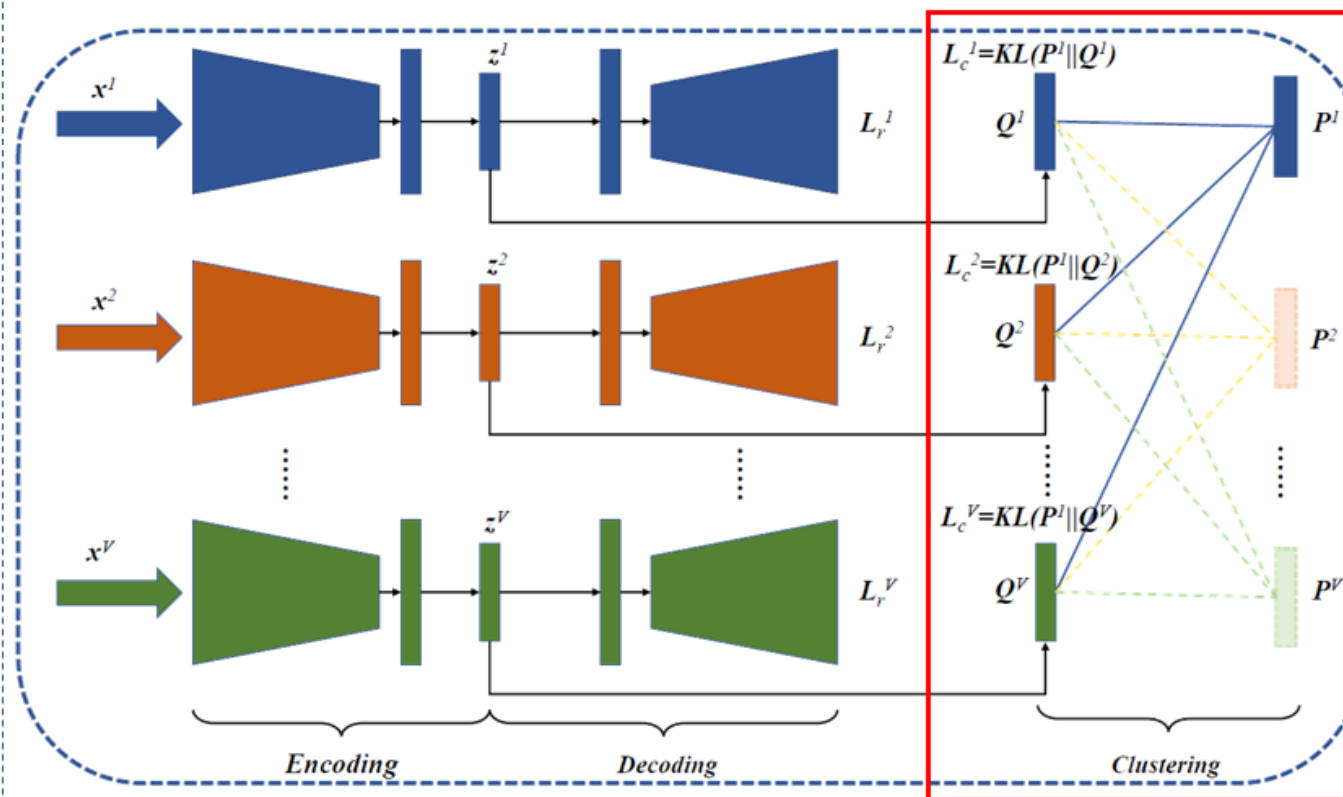 x¹
z¹
L_r¹
L_c¹=KL(P¹||Q¹)
Q¹
P¹
x²
z²
L_r²
L_c²=KL(P¹||Q²)
Q²
P²
x^V
z^V
L_r^V
L_c^V=KL(P¹||Q^V)
Q^V
P^V
Encoding
Decoding
Clustering